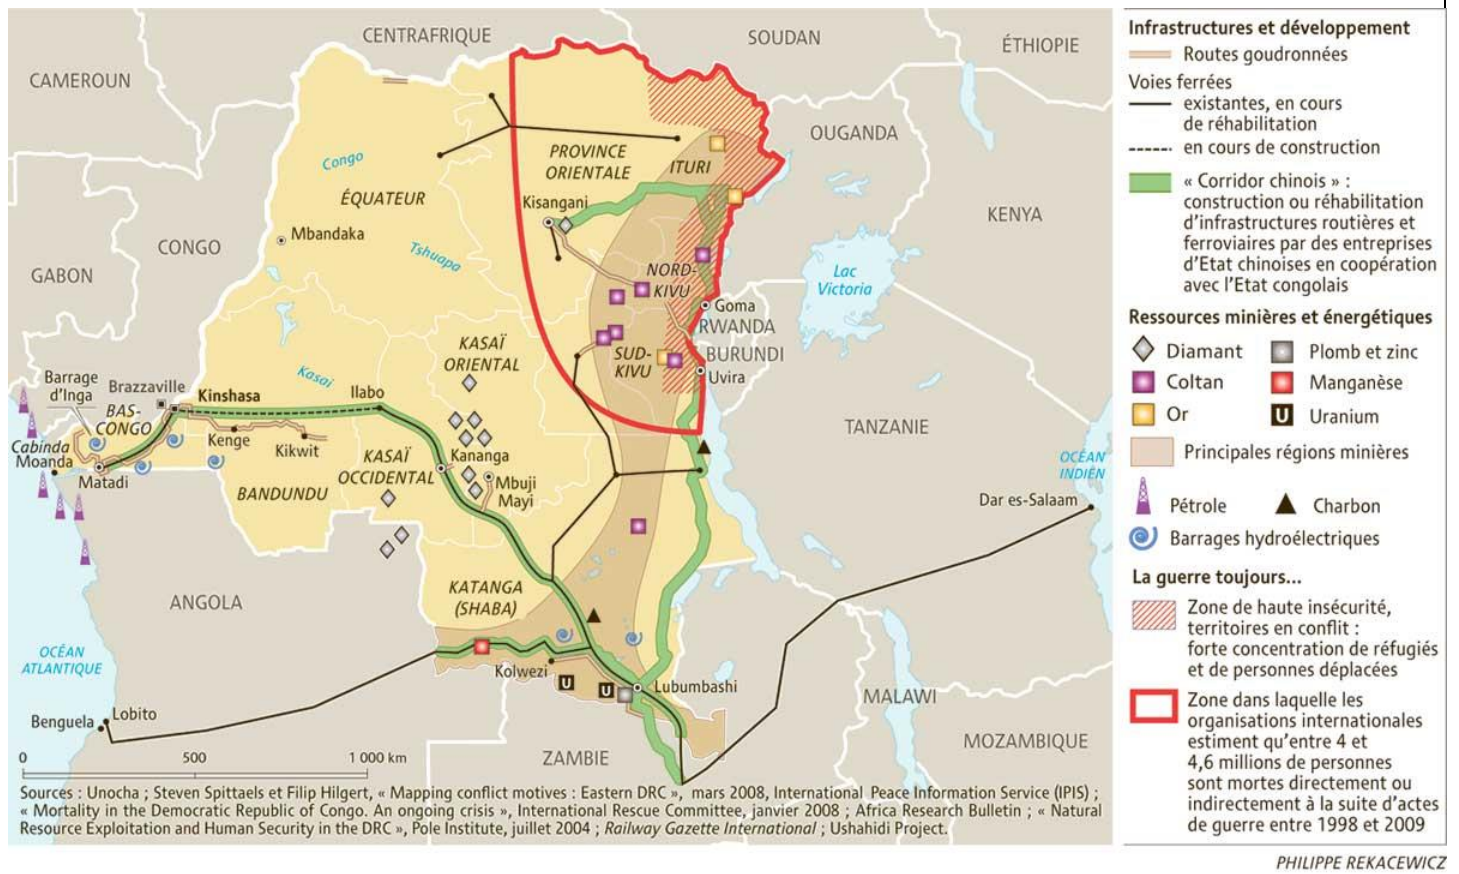 CENTRAFRIQUE
SOUDAN
ÉTHIOPIE
CAMEROUN
OUGANDA
PROVINCE
ORIENTALE
ITURI
Congo
ÉQUATEUR
Kisangani
KENYA
Mbandaka
CONGO
Tshuapa
GABON
NORD-
KIVU
Lac
Victoria
Goma
RWANDA
BURUNDI
KASAÏ
ORIENTAL
SUD-
KIVU
Uvira
Kasai
Barrage
d'Inga
Brazzaville
Kinshasa
Ilabo
BAS-
CONGO
Kenge
Kikwit
Cabinda
Moanda
Matadi
KASAÏ
OCCIDENTAL
Kananga
Mbuji
Mayi
BANDUNDU
TANZANIE
OCÉAN
INDIEN
Dar es-Salaam
KATANGA
(SHABA)
ANGOLA
OCÉAN
ATLANTIQUE
Kolwezi
U
U
Lubumbashi
MALAWI
Lobito
Benguela
ZAMBIE
MOZAMBIQUE
0 500 1 000 km
Sources : Unocha ; Steven Spittaels et Filip Hilgert, « Mapping conflict motives : Eastern DRC », mars 2008, International Peace Information Service (IPIS) ;
« Mortality in the Democratic Republic of Congo. An ongoing crisis », International Rescue Committee, janvier 2008 ; Africa Research Bulletin ; « Natural
Resource Exploitation and Human Security in the DRC », Pole Institute, juillet 2004 ; Railway Gazette International ; Ushahidi Project.
Infrastructures et développement
Routes goudronnées
Voies ferrées
existantes, en cours
de réhabilitation
en cours de construction
« Corridor chinois » :
construction ou réhabilitation
d'infrastructures routières et
ferroviaires par des entreprises
d'Etat chinoises en coopération
avec l'Etat congolais
Ressources minières et énergétiques
Diamant Plomb et zinc
Coltan Manganèse
Or U Uranium
Principales régions minières
Pétrole Charbon
Barrages hydroélectriques
La guerre toujours...
Zone de haute insécurité,
territoires en conflit :
forte concentration de réfugiés
et de personnes déplacées
Zone dans laquelle les
organisations internationales
estiment qu'entre 4 et
4,6 millions de personnes
sont mortes directement ou
indirectement à la suite d'actes
de guerre entre 1998 et 2009
PHILIPPE REKACEWICZ